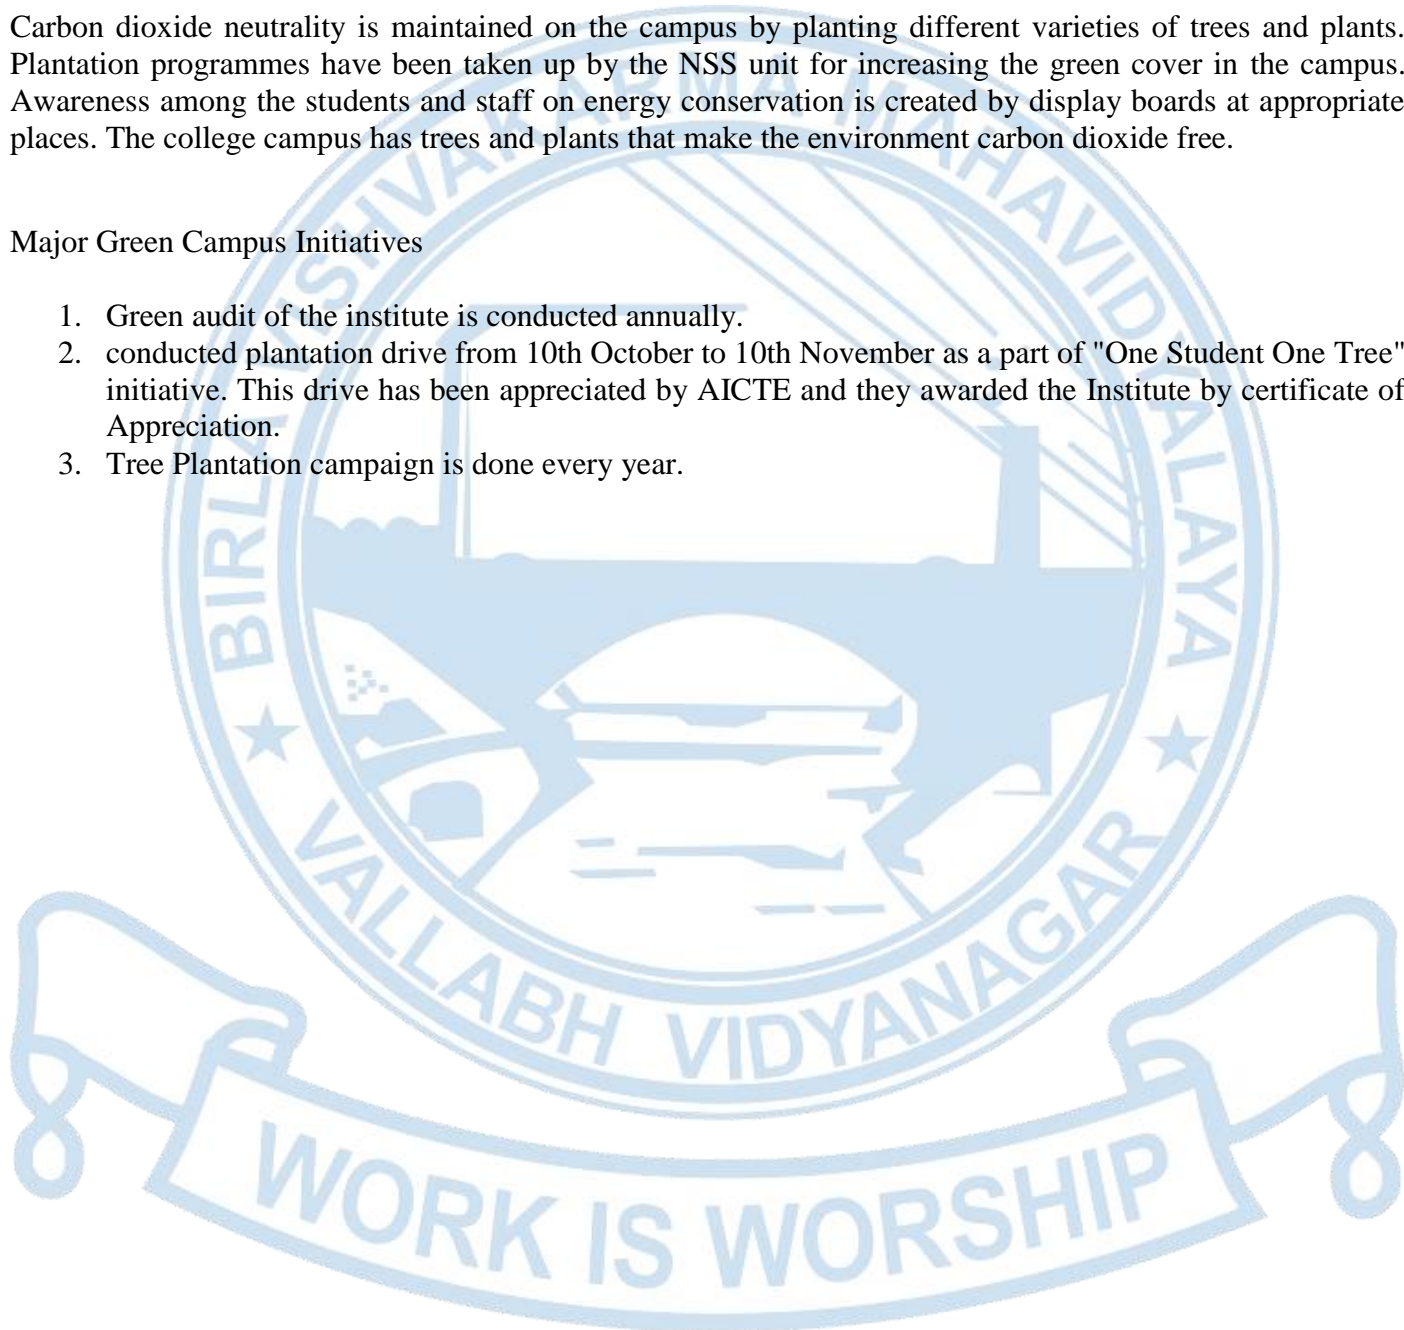 Carbon dioxide neutrality is maintained on the campus by planting different varieties of trees and plants.
Plantation programmes have been taken up by the NSS unit for increasing the green cover in the campus.
Awareness among the students and staff on energy conservation is created by display boards at appropriate
places. The college campus has trees and plants that make the environment carbon dioxide free.
Major Green Campus Initiatives
1. Green audit of the institute is conducted annually.
2. conducted plantation drive from 10th October to 10th November as a part of "One Student One Tree"
initiative. This drive has been appreciated by AICTE and they awarded the Institute by certificate of
Appreciation.
3. Tree Plantation campaign is done every year.
BIRLA VISHVAKARMA MAHAVIDYALAYA
VALLABH VIDYANAGAR
WORK IS WORSHIP